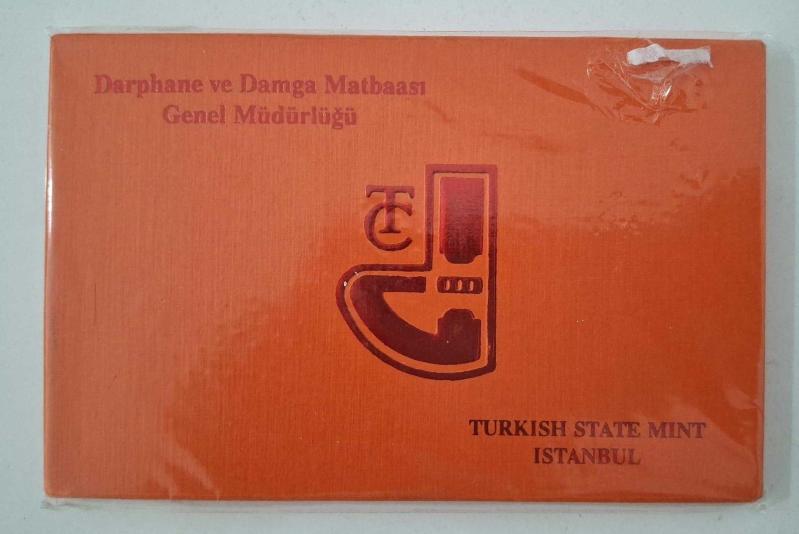 Darphane ve Damga Matbaası
Genel Müdürlüğü
TC
TURKISH STATE MINT
ISTANBUL